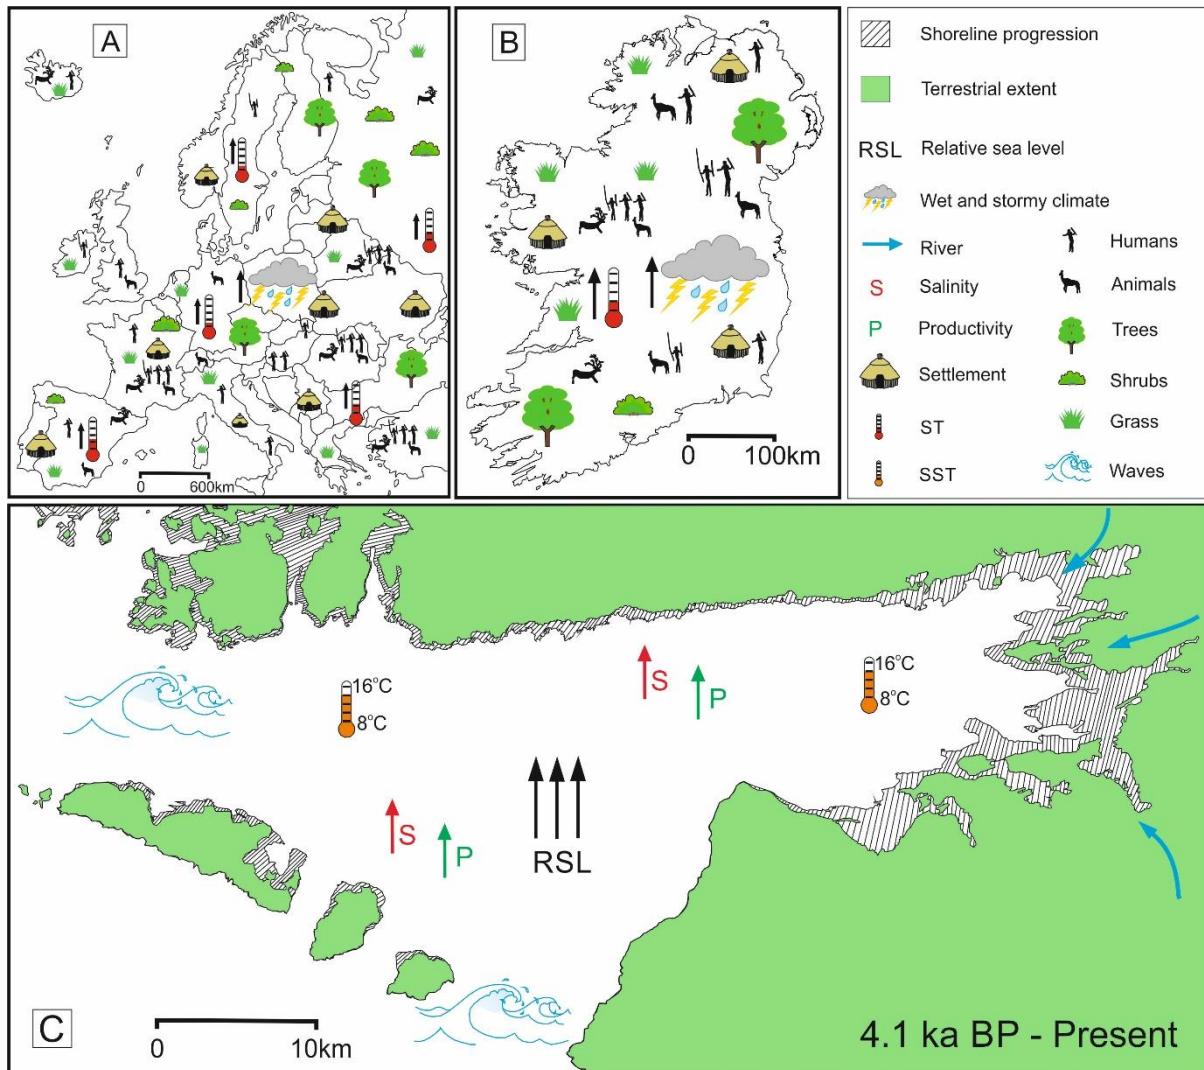 A
0 600km
B
0 100km
Shoreline progression
Terrestrial extent
RSL Relative sea level
Wet and stormy climate
River
S Salinity
P Productivity
Settlement
ST
SST
Humans
Animals
Trees
Shrubs
Grass
Waves
16°C
8°C
S
P
16°C
8°C
S
P
RSL
C
0 10km
4.1 ka BP - Present